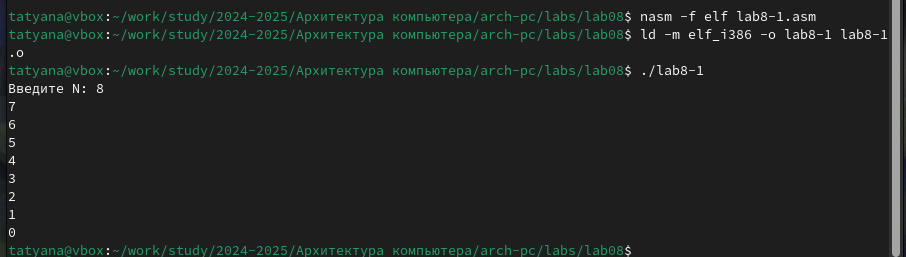 tatyana@vbox:~/work/study/2024-2025/Архитектура компьютера/arch-pc/labs/lab08$ nasm -f elf lab8-1.asm
tatyana@vbox:~/work/study/2024-2025/Архитектура компьютера/arch-pc/labs/lab08$ ld -m elf_i386 -o lab8-1 lab8-1
.o
tatyana@vbox:~/work/study/2024-2025/Архитектура компьютера/arch-pc/labs/lab08$ ./lab8-1
Введите N: 8
7
6
5
4
3
2
1
0
tatyana@vbox:~/work/study/2024-2025/Архитектура компьютера/arch-pc/labs/lab08$